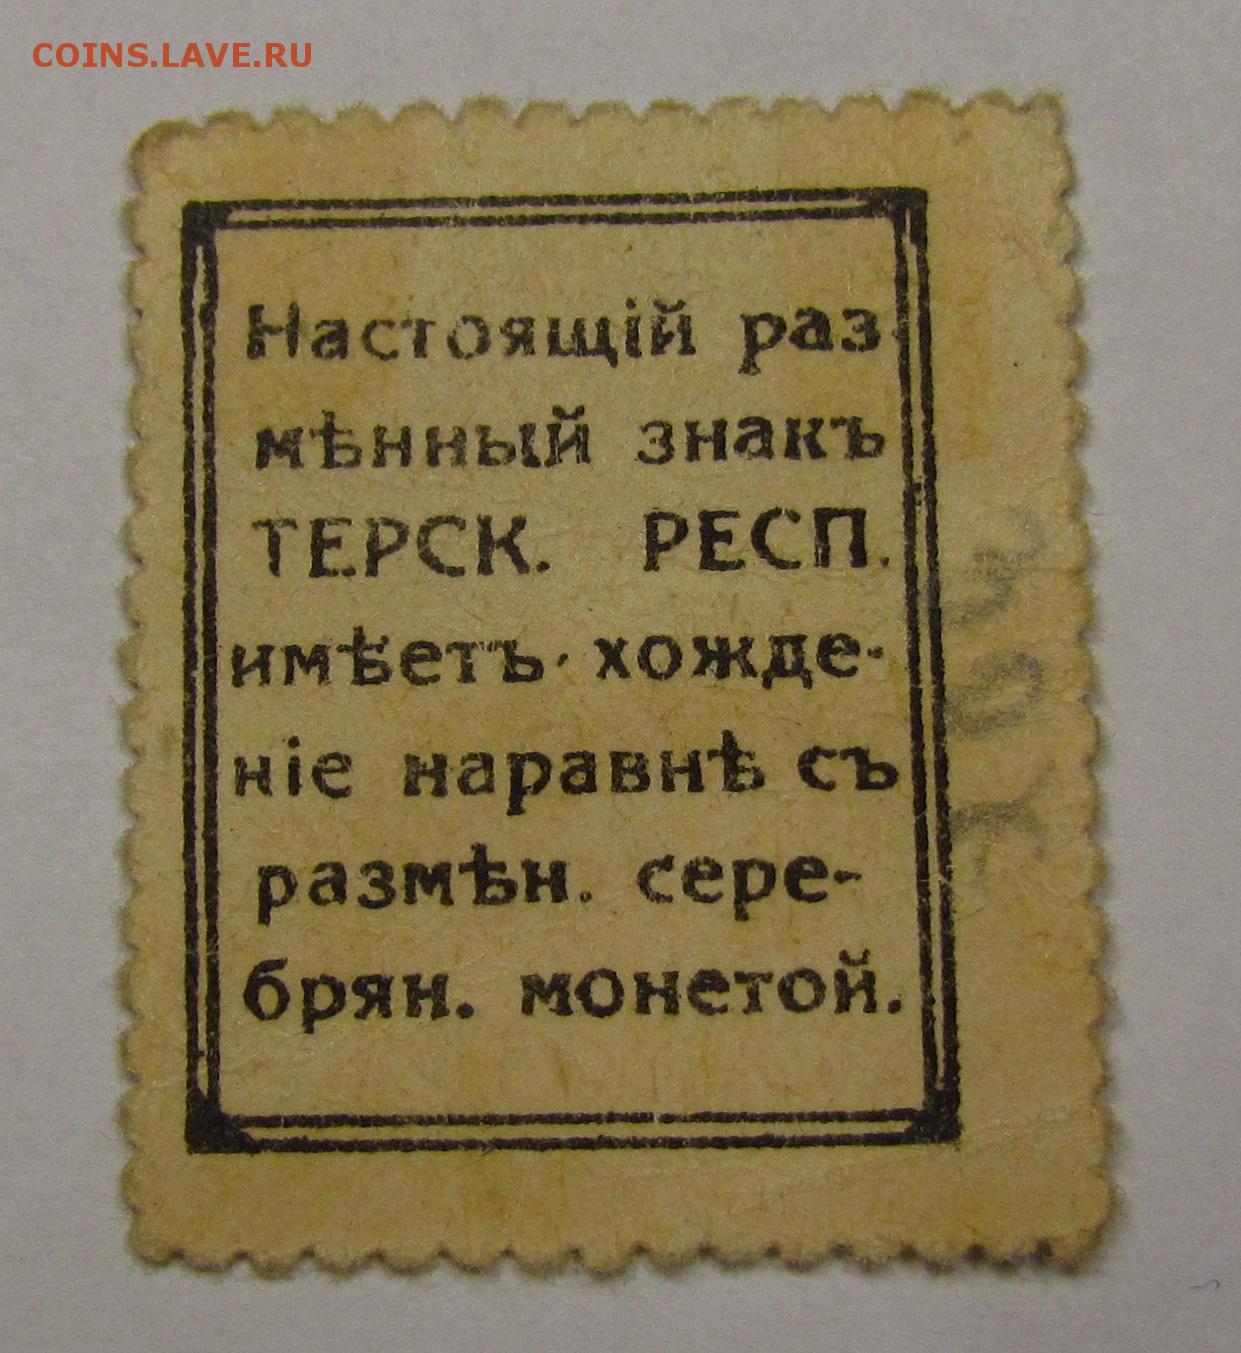 COINS.LAVE.RU
Настоящій раз-
мѣнный знакъ
ТЕРСК. РЕСП.
имѣетъ хожде-
ніе наравнѣ съ
размѣн. сере-
брян. монетой.